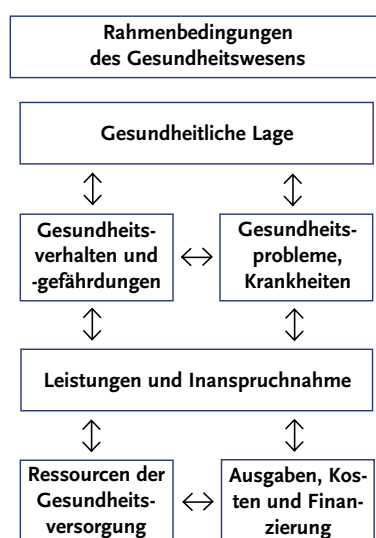 Rahmenbedingungen
des Gesundheitswesens
Gesundheitliche Lage
Gesundheits-
verhalten und
-gefährdungen
Gesundheits-
probleme,
Krankheiten
Leistungen und Inanspruchnahme
Ressourcen der
Gesundheits-
versorgung
Ausgaben, Kos-
ten und Finan-
zierung